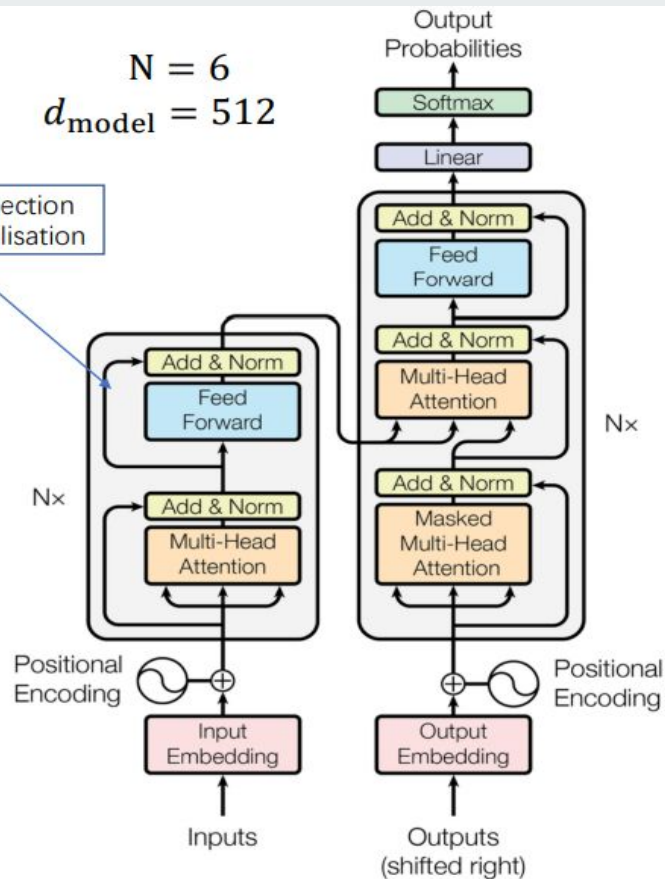 Output
Probabilities
N = 6
d_model = 512
Softmax
Linear
ection
lisation
Add & Norm
Feed
Forward
Add & Norm
Multi-Head
Attention
Add & Norm
Masked
Multi-Head
Attention
N×
Add & Norm
Feed
Forward
Add & Norm
Multi-Head
Attention
N×
Positional
Encoding
Positional
Encoding
Input
Embedding
Output
Embedding
Inputs
Outputs
(shifted right)